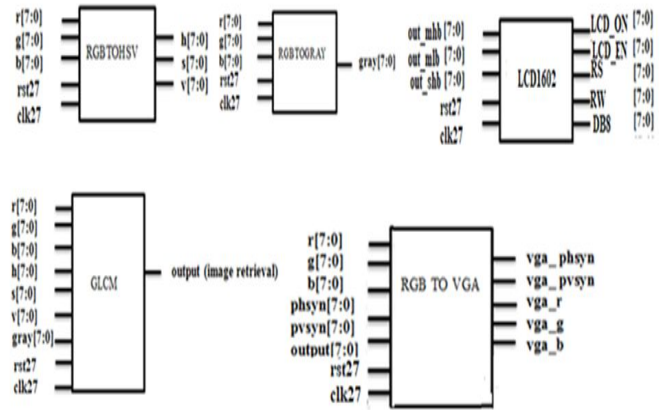 r[7:0]
g[7:0]
b[7:0]
rst27
clk27
RGBTOHSV
h[7:0]
s[7:0]
v[7:0]
r[7:0]
g[7:0]
b[7:0]
rst27
clk27
RGBTOGRAY
gray[7:0]
out_mhb [7:0]
out_mlb [7:0]
out_shb [7:0]
rst27
clk27
LCD1602
LCD_ON [7:0]
LCD_EN [7:0]
RS [7:0]
RW [7:0]
DBS [7:0]
r[7:0]
g[7:0]
b[7:0]
h[7:0]
s[7:0]
v[7:0]
gray[7:0]
rst27
clk27
GLCM
output (image retrieval)
r[7:0]
g[7:0]
b[7:0]
phsyn[7:0]
pvsyn[7:0]
output[7:0]
rst27
clk27
RGB TO VGA
vga_phsyn
vga_pvsyn
vga_r
vga_g
vga_b